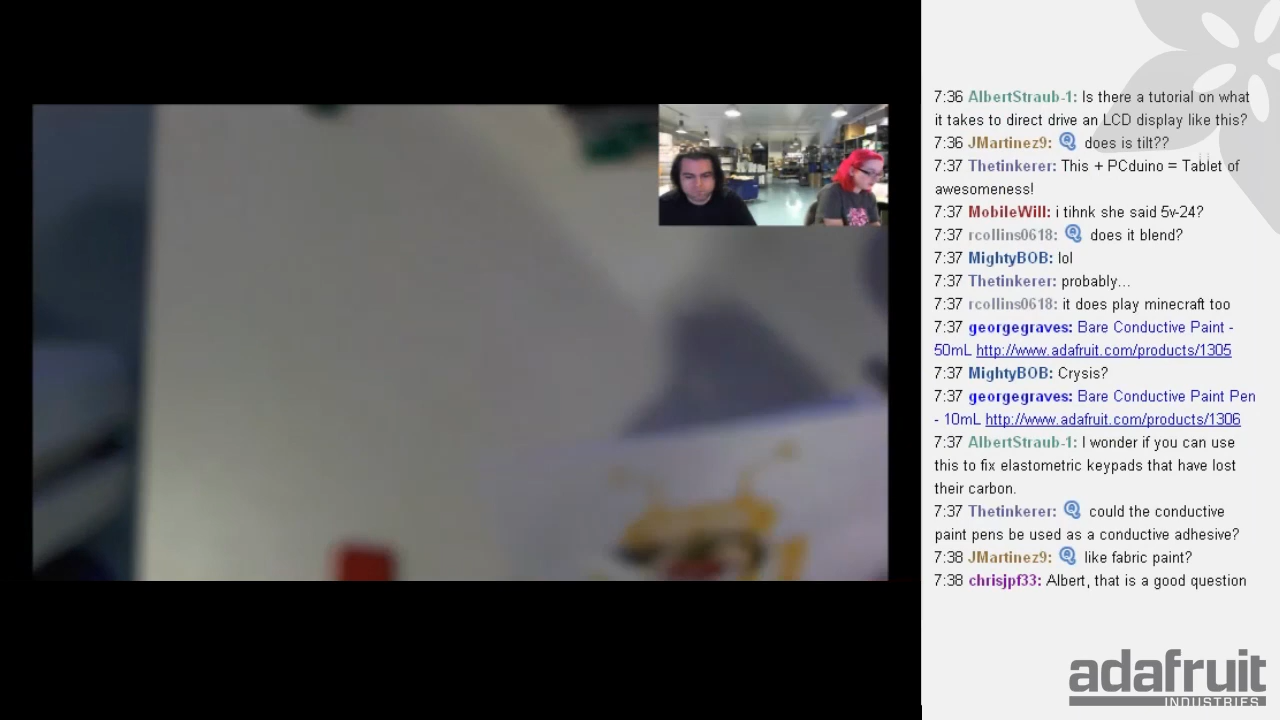 7:36 AlbertStraub-1: Is there a tutorial on what
it takes to direct drive an LCD display like this?
7:36 JMartinez9: does is tilt??
7:37 Thetinkerer: This + PCduino = Tablet of
awesomeness!
7:37 MobileWill: i tihnk she said 5v-24?
7:37 rcollins0618: does it blend?
7:37 MightyBOB: lol
7:37 Thetinkerer: probably...
7:37 rcollins0618: it does play minecraft too
7:37 georgegraves: Bare Conductive Paint -
50mL http://www.adafruit.com/products/1305
7:37 MightyBOB: Crysis?
7:37 georgegraves: Bare Conductive Paint Pen
- 10mL http://www.adafruit.com/products/1306
7:37 AlbertStraub-1: I wonder if you can use
this to fix elastometric keypads that have lost
their carbon.
7:37 Thetinkerer: could the conductive
paint pens be used as a conductive adhesive?
7:38 JMartinez9: like fabric paint?
7:38 chrisjpf33: Albert, that is a good question
adafruit
INDUSTRIES